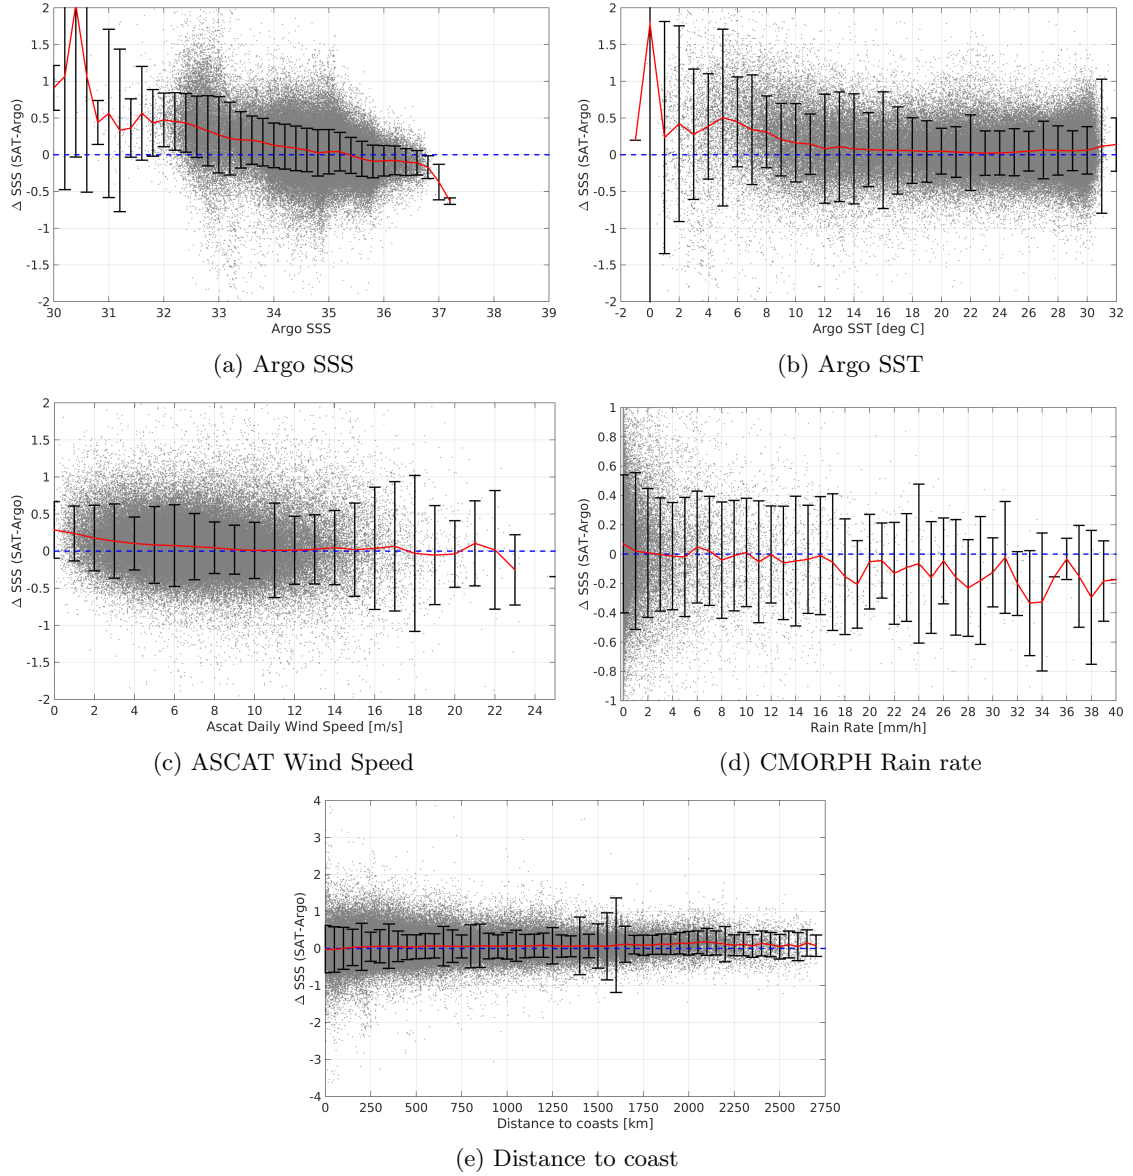 2
1.5
1
0.5
0
-0.5
-1
-1.5
-2
Δ SSS (SAT-Argo)
30 31 32 33 34 35 36 37 38 39
Argo SSS
(a) Argo SSS
2
1.5
1
0.5
0
-0.5
-1
-1.5
-2
Δ SSS (SAT-Argo)
-2 0 2 4 6 8 10 12 14 16 18 20 22 24 26 28 30 32
Argo SST [deg C]
(b) Argo SST
2
1.5
1
0.5
0
-0.5
-1
-1.5
-2
Δ SSS (SAT-Argo)
0 2 4 6 8 10 12 14 16 18 20 22 24
Ascat Daily Wind Speed [m/s]
(c) ASCAT Wind Speed
1
0.8
0.6
0.4
0.2
0
-0.2
-0.4
-0.6
-0.8
-1
Δ SSS (SAT-Argo)
0 2 4 6 8 10 12 14 16 18 20 22 24 26 28 30 32 34 36 38 40
Rain Rate [mm/h]
(d) CMORPH Rain rate
4
3
2
1
0
-1
-2
-3
-4
Δ SSS (SAT-Argo)
0 250 500 750 1000 1250 1500 1750 2000 2250 2500 2750
Distance to coasts [km]
(e) Distance to coast